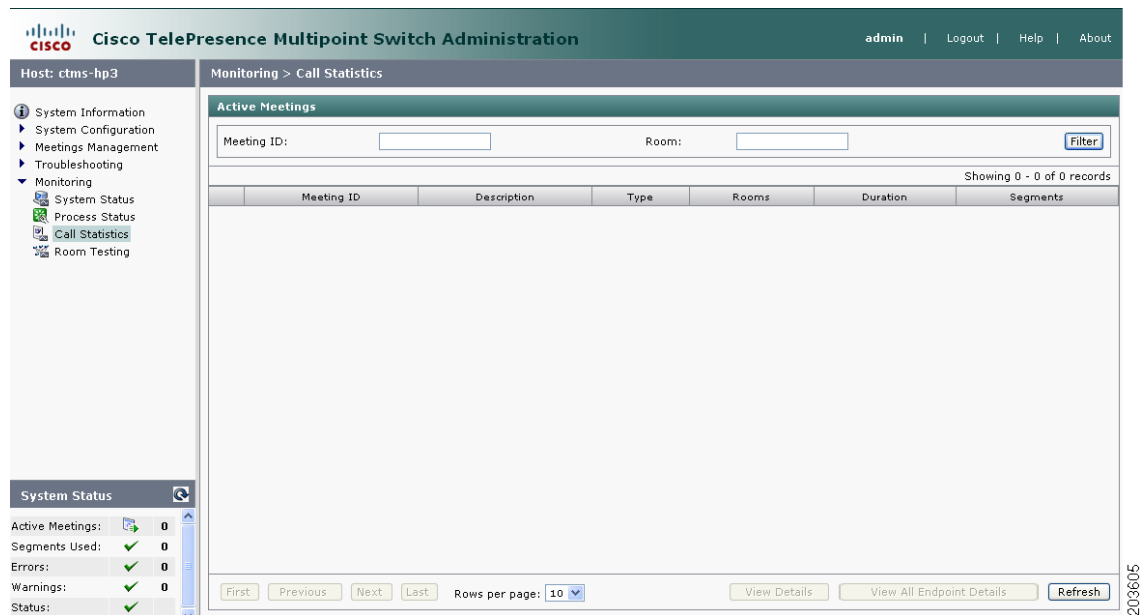 CISCO Cisco TelePresence Multipoint Switch Administration admin | Logout | Help | About
Host: ctms-hp3
Monitoring > Call Statistics
System Information
System Configuration
Meetings Management
Troubleshooting
Monitoring
System Status
Process Status
Call Statistics
Room Testing
Active Meetings
Meeting ID: Room: Filter
Showing 0 - 0 of 0 records
Meeting ID Description Type Rooms Duration Segments
System Status
Active Meetings: 0
Segments Used: 0
Errors: 0
Warnings: 0
Status:
First Previous Next Last Rows per page: 10 View Details View All Endpoint Details Refresh
203605